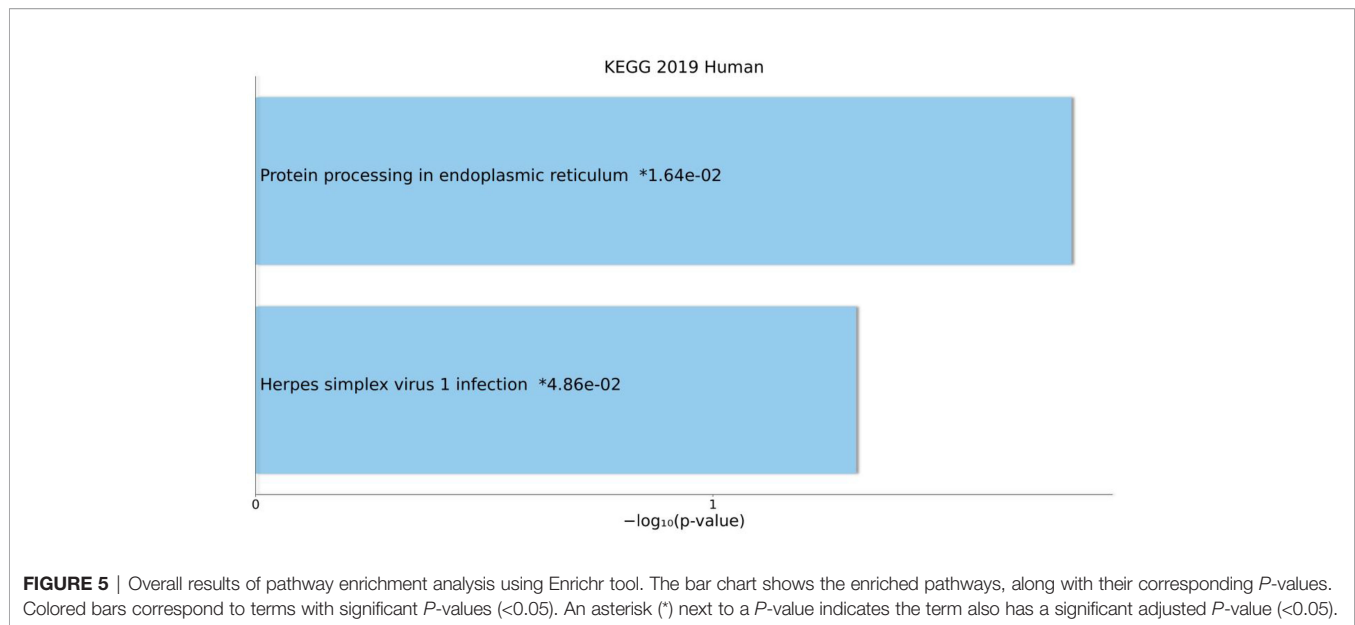 KEGG 2019 Human
Protein processing in endoplasmic reticulum *1.64e-02
Herpes simplex virus 1 infection *4.86e-02
0 1
−log₁₀(p-value)
FIGURE 5 | Overall results of pathway enrichment analysis using Enrichr tool. The bar chart shows the enriched pathways, along with their corresponding P-values.
Colored bars correspond to terms with significant P-values (<0.05). An asterisk (*) next to a P-value indicates the term also has a significant adjusted P-value (<0.05).